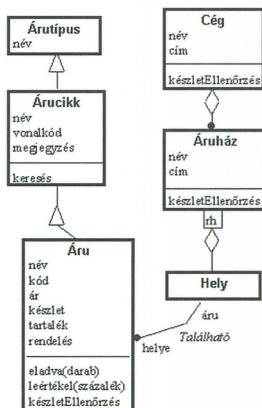 Árutípus
név
Árucikk
név
vonalkód
megjegyzés
keresés
Áru
név
kód
ár
készlet
tartalék
rendelés
eladva(darab)
leértékel(százalék)
készletEllenőrzés
Cég
név
cím
készletEllenőrzés
Áruház
név
cím
készletEllenőrzés
rh
Hely
áru
Található
helye